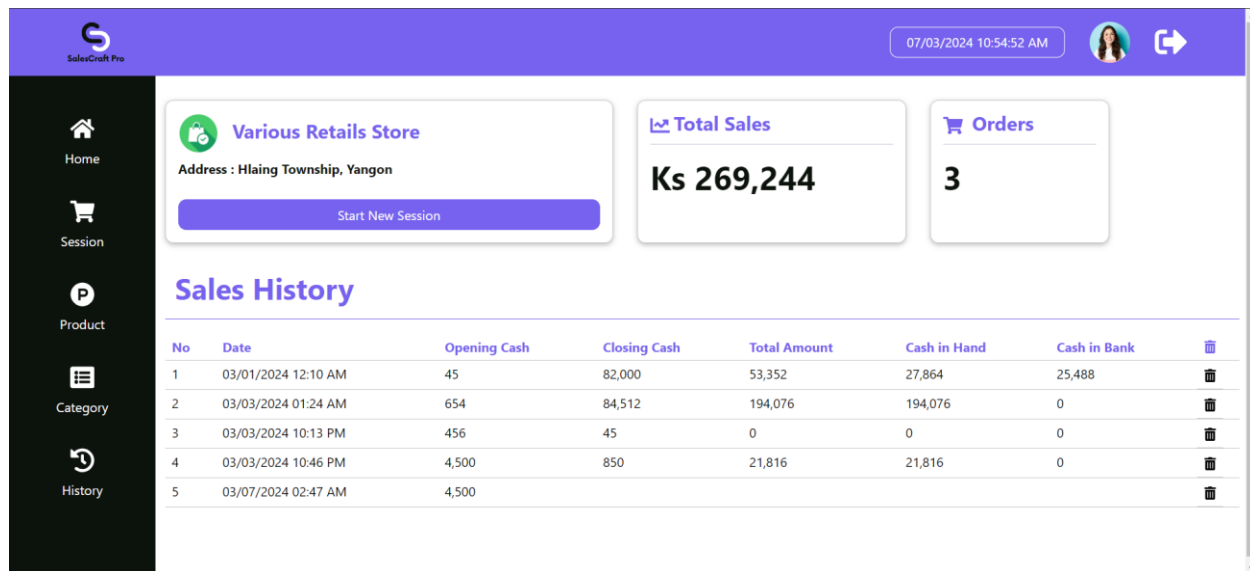 SalesCraft Pro
07/03/2024 10:54:52 AM
Home
Session
Product
Category
History
Various Retails Store
Address : Hlaing Township, Yangon
Start New Session
Total Sales
Ks 269,244
Orders
3
Sales History
No Date Opening Cash Closing Cash Total Amount Cash in Hand Cash in Bank
1 03/01/2024 12:10 AM 45 82,000 53,352 27,864 25,488
2 03/03/2024 01:24 AM 654 84,512 194,076 194,076 0
3 03/03/2024 10:13 PM 456 45 0 0 0
4 03/03/2024 10:46 PM 4,500 850 21,816 21,816 0
5 03/07/2024 02:47 AM 4,500